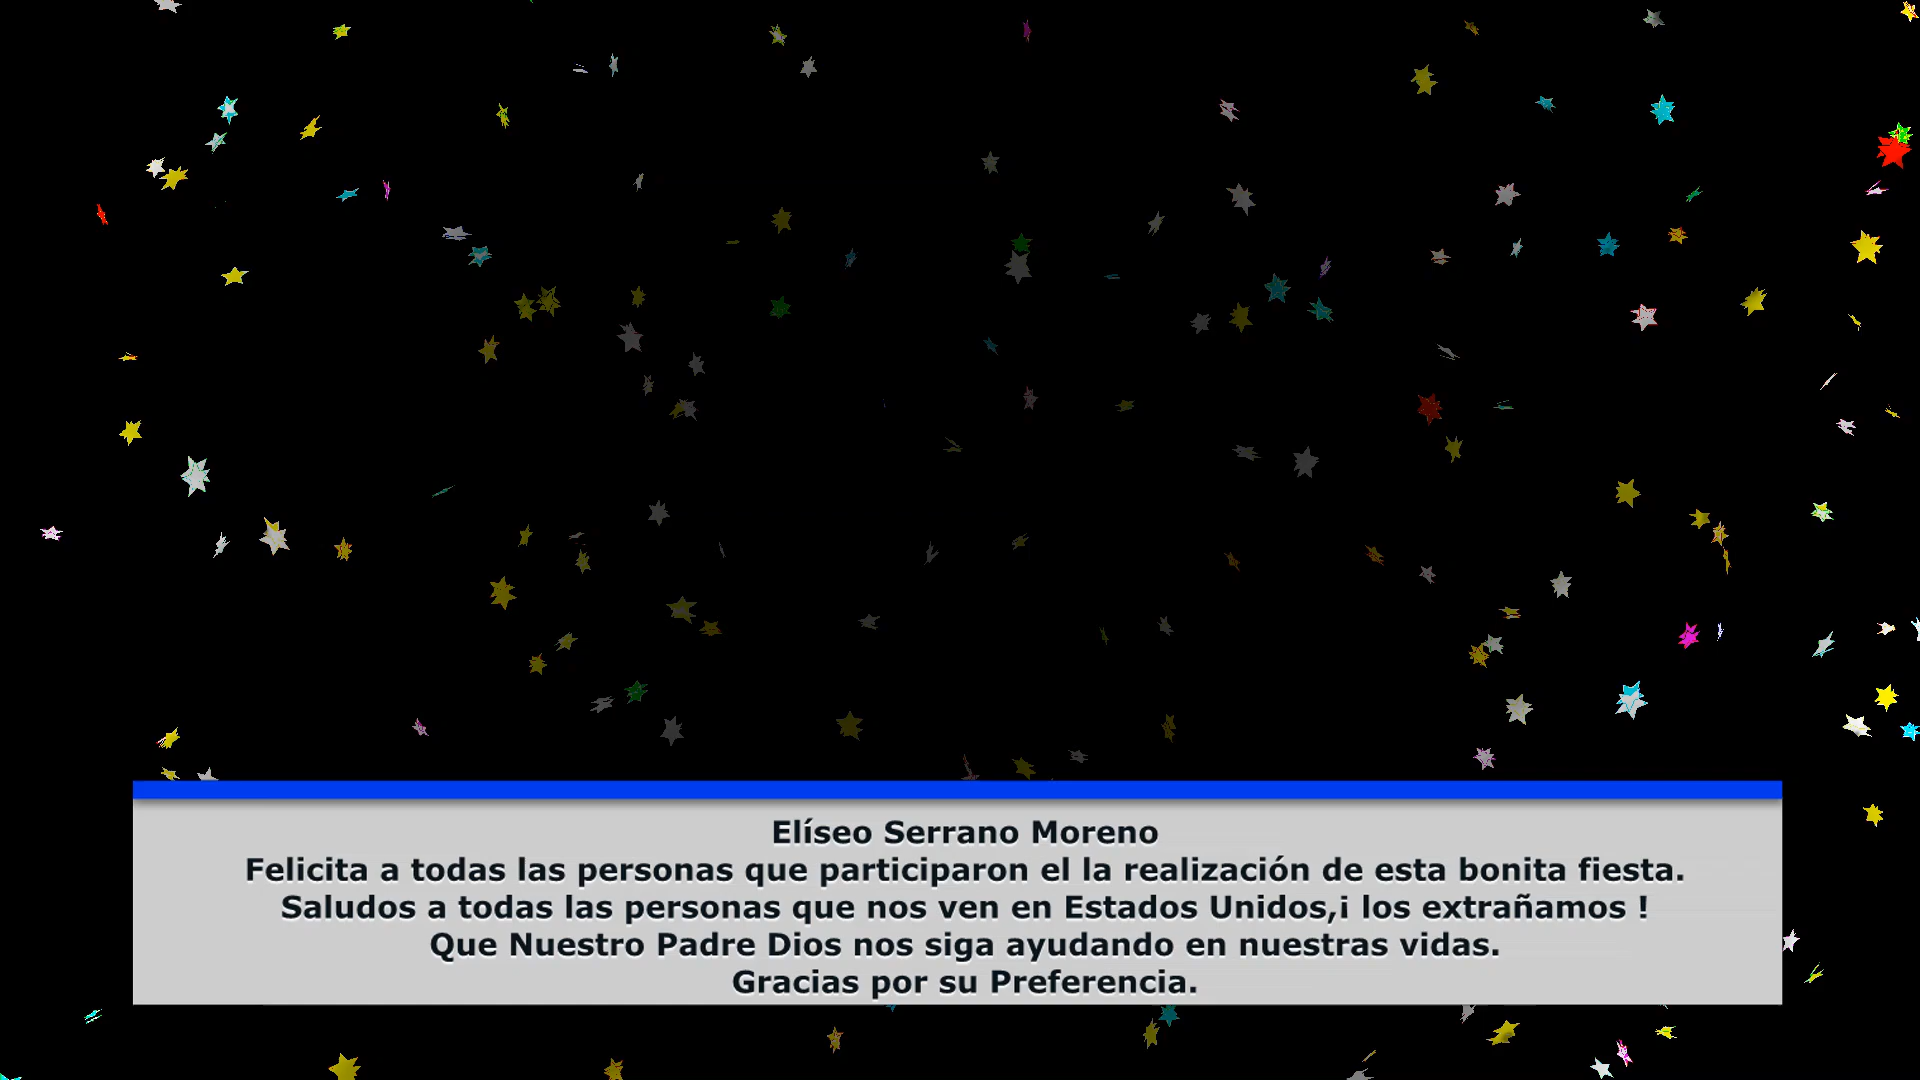 Elíseo Serrano Moreno
Felicita a todas las personas que participaron el la realización de esta bonita fiesta.
Saludos a todas las personas que nos ven en Estados Unidos,¡ los extrañamos !
Que Nuestro Padre Dios nos siga ayudando en nuestras vidas.
Gracias por su Preferencia.